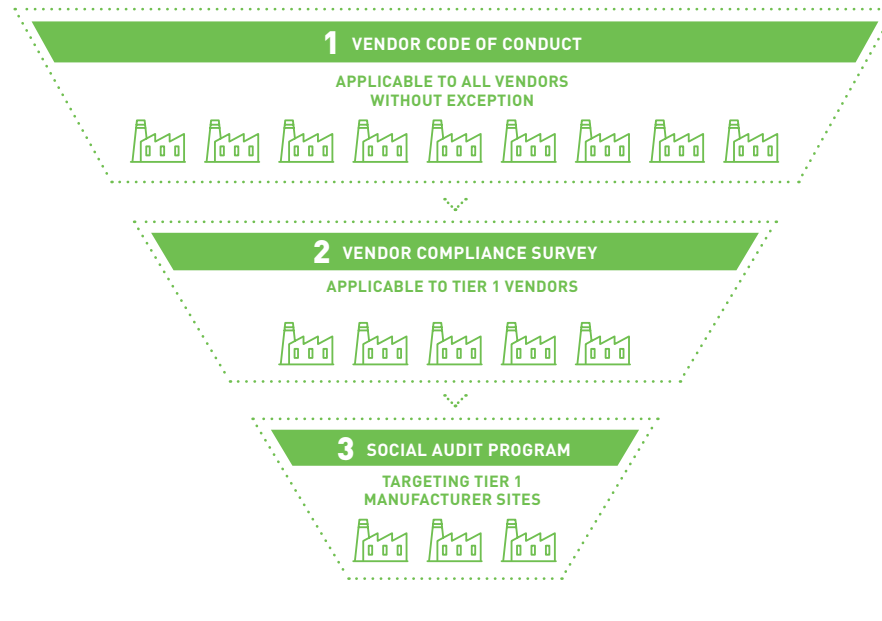 1 VENDOR CODE OF CONDUCT
APPLICABLE TO ALL VENDORS
WITHOUT EXCEPTION
2 VENDOR COMPLIANCE SURVEY
APPLICABLE TO TIER 1 VENDORS
3 SOCIAL AUDIT PROGRAM
TARGETING TIER 1
MANUFACTURER SITES